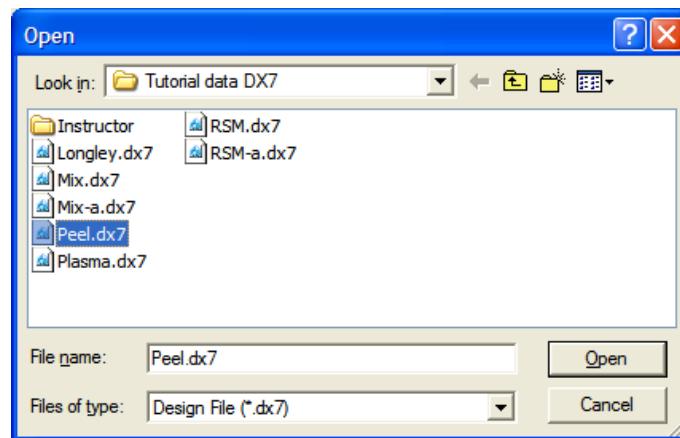 Open
Look in: Tutorial data DX7
Instructor
Longley.dx7
Mix.dx7
Mix-a.dx7
Peel.dx7
Plasma.dx7
RSM.dx7
RSM-a.dx7
File name: Peel.dx7 Open
Files of type: Design File (*.dx7) Cancel